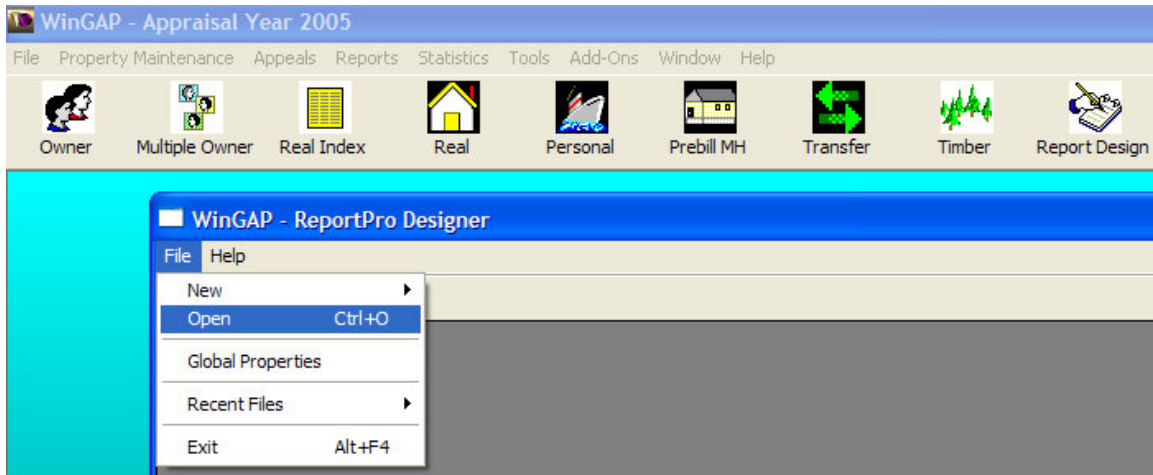 WinGAP - Appraisal Year 2005
File Property Maintenance Appeals Reports Statistics Tools Add-Ons Window Help
Owner Multiple Owner Real Index Real Personal Prebill MH Transfer Timber Report Design
WinGAP - ReportPro Designer
File Help
New
Open Ctrl+O
Global Properties
Recent Files
Exit Alt+F4